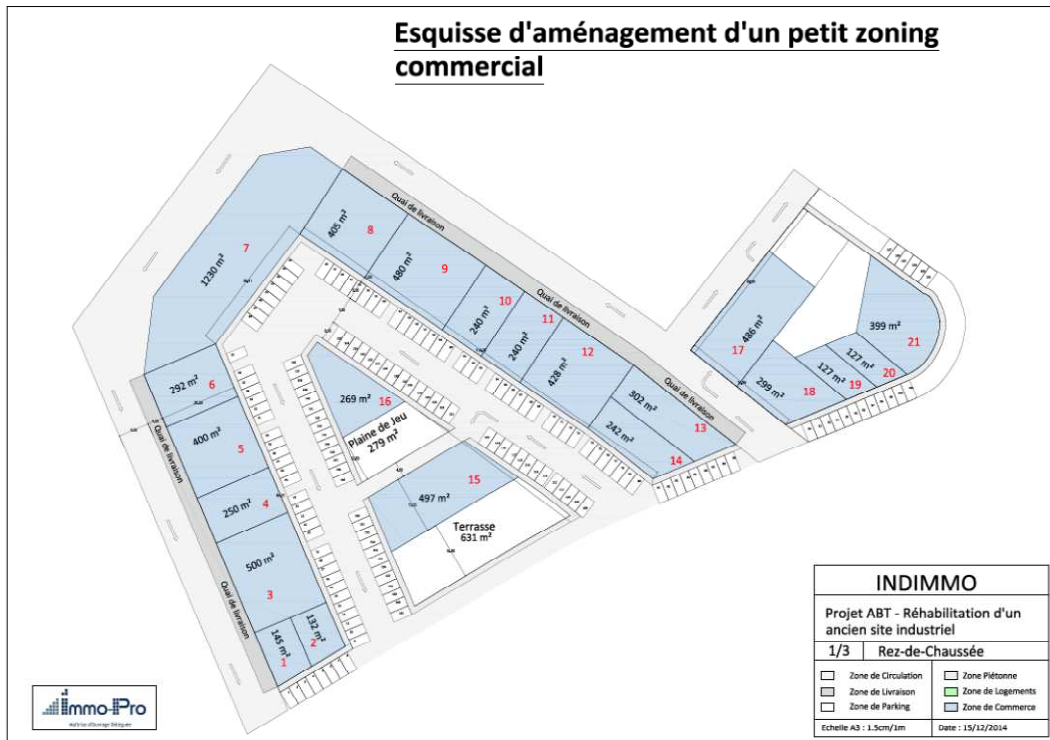 Esquisse d'aménagement d'un petit zoning
commercial
Quai de livraison
405 m²
8
7
1230 m²
480 m²
9
240 m²
10
Quai de livraison
11
240 m²
12
428 m²
486 m²
17
399 m²
21
127 m²
20
127 m²
19
299 m²
18
292 m²
6
269 m²
16
302 m²
Quai de livraison
13
242 m²
14
400 m²
5
Quai de livraison
Plaine de Jeu
279 m²
15
497 m²
250 m²
4
Terrasse
631 m²
500 m²
3
Quai de livraison
145 m²
1
132 m²
2
INDIMMO
Projet ABT - Réhabilitation d'un
ancien site industriel
1/3 Rez-de-Chaussée
Zone de Circulation Zone Piétonne
Zone de Livraison Zone de Logements
Zone de Parking Zone de Commerce
Echelle A3 : 1.5cm/1m Date : 15/12/2014
Immo-Pro
Maîtrise d'Ouvrage Déléguée